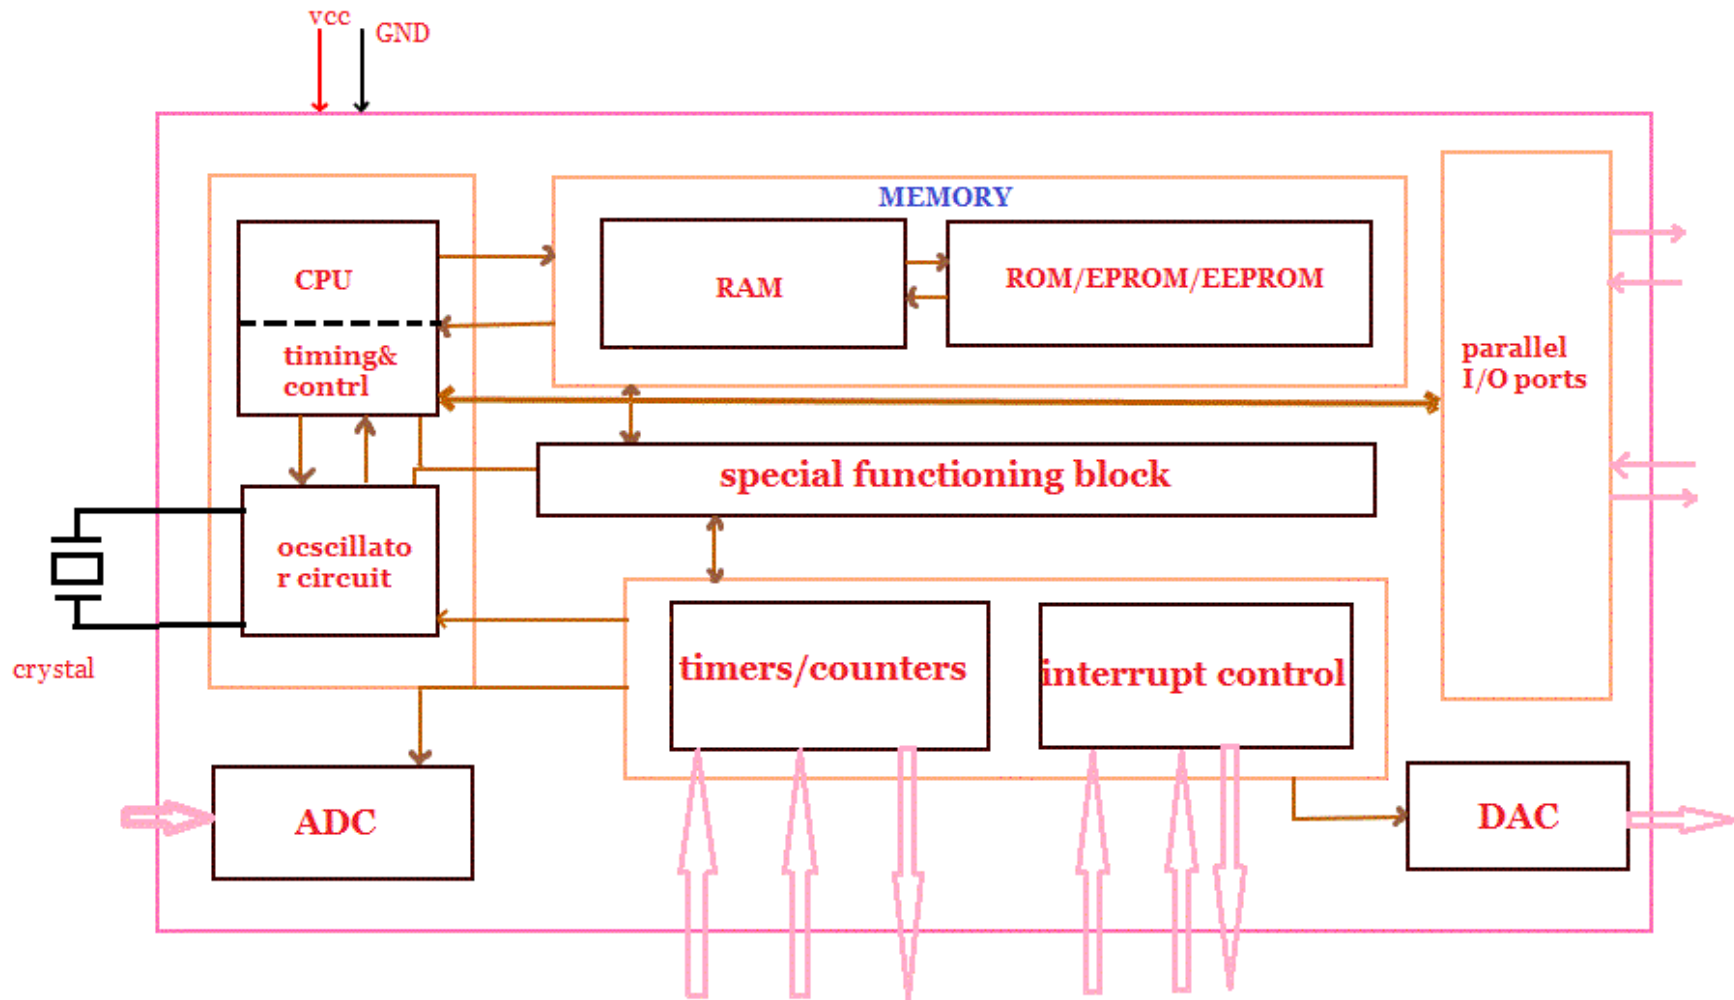 vcc
GND
MEMORY
CPU
RAM
ROM/EPROM/EEPROM
timing&
contrl
parallel
I/O ports
special functioning block
ocscillato
r circuit
crystal
timers/counters
interrupt control
ADC
DAC